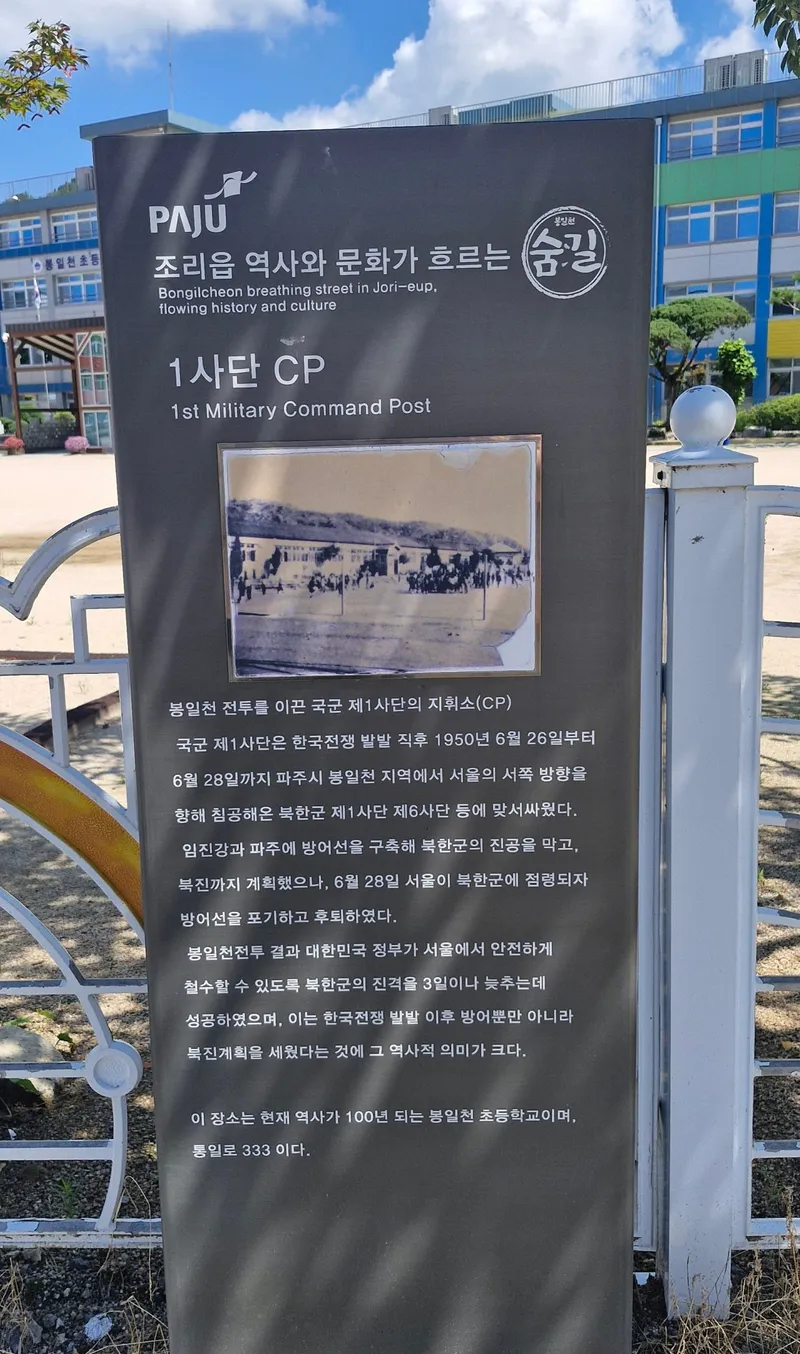 PAJU
조리읍 역사와 문화가 흐르는
봉일천
숨길
Bongilcheon breathing street in Jori-eup,
flowing history and culture
봉일천 초등
1사단 CP
1st Military Command Post
봉일천 전투를 이끈 국군 제1사단의 지휘소(CP)
국군 제1사단은 한국전쟁 발발 직후 1950년 6월 26일부터
6월 28일까지 파주시 봉일천 지역에서 서울의 서쪽 방향을
향해 침공해온 북한군 제1사단 제6사단 등에 맞서싸웠다.
임진강과 파주에 방어선을 구축해 북한군의 진공을 막고,
북진까지 계획했으나, 6월 28일 서울이 북한군에 점령되자
방어선을 포기하고 후퇴하였다.
봉일천전투 결과 대한민국 정부가 서울에서 안전하게
철수할 수 있도록 북한군의 진격을 3일이나 늦추는데
성공하였으며, 이는 한국전쟁 발발 이후 방어뿐만 아니라
북진계획을 세웠다는 것에 그 역사적 의미가 크다.
이 장소는 현재 역사가 100년 되는 봉일천 초등학교이며,
통일로 333 이다.